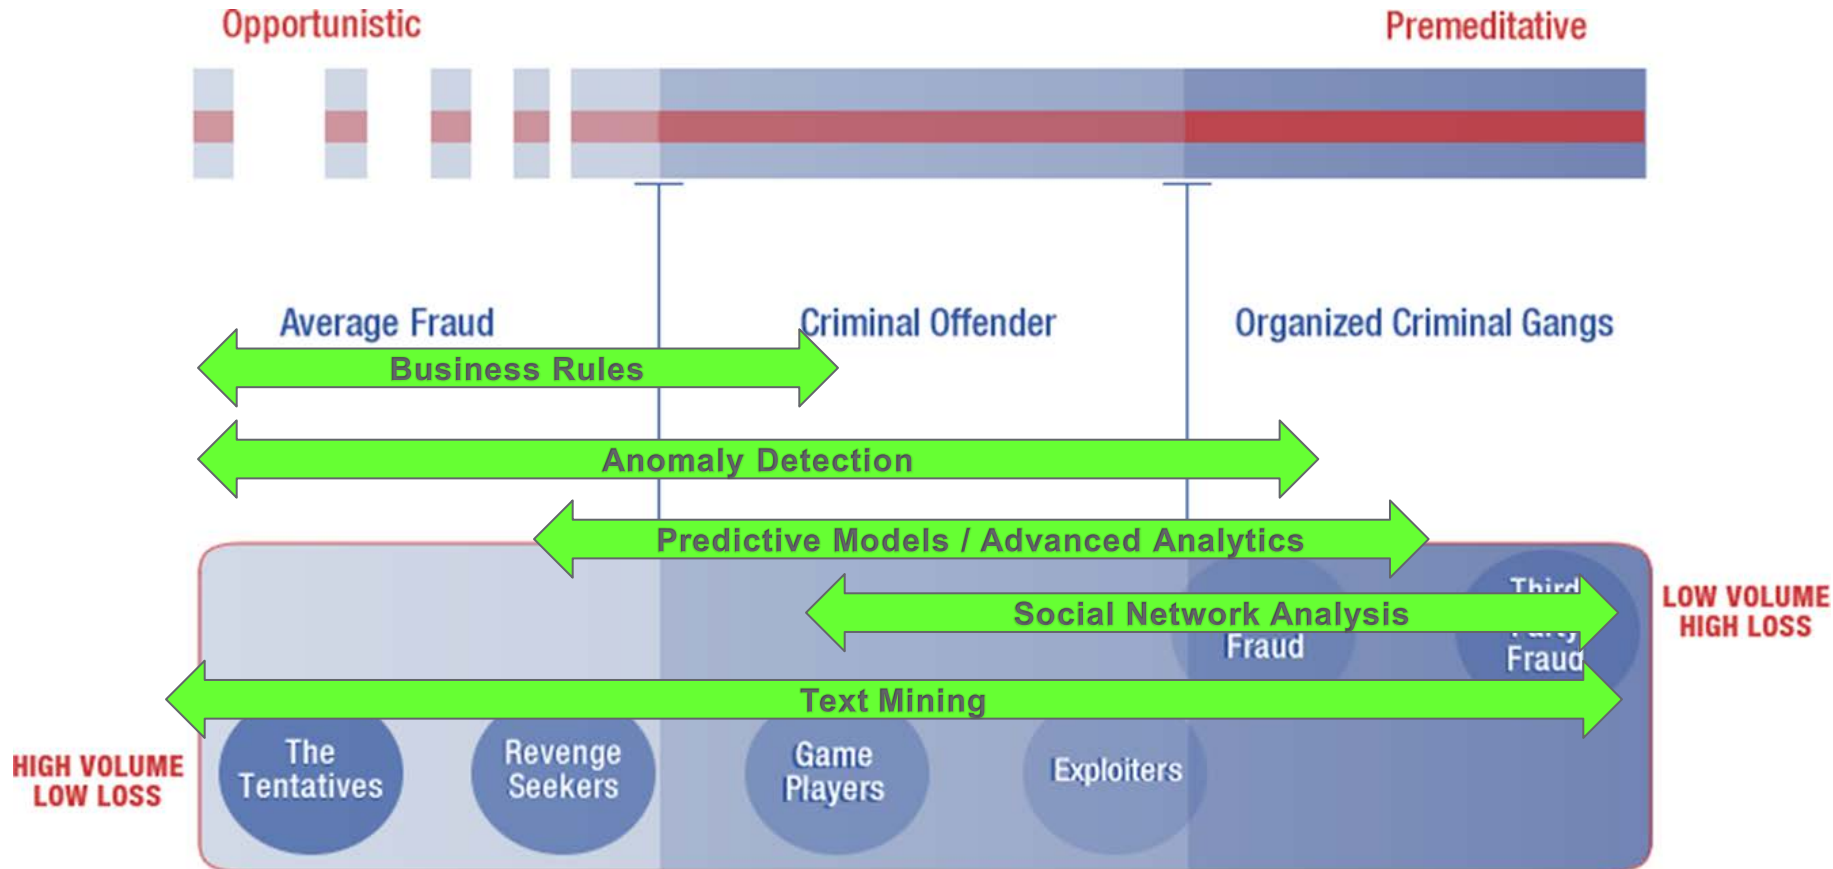 Opportunistic
Premeditative
Average Fraud
Criminal Offender
Organized Criminal Gangs
Business Rules
Anomaly Detection
Predictive Models / Advanced Analytics
Third
Social Network Analysis
Party
Fraud
Fraud
LOW VOLUME
HIGH LOSS
Text Mining
The
Tentatives
Revenge
Seekers
Game
Players
Exploiters
HIGH VOLUME
LOW LOSS